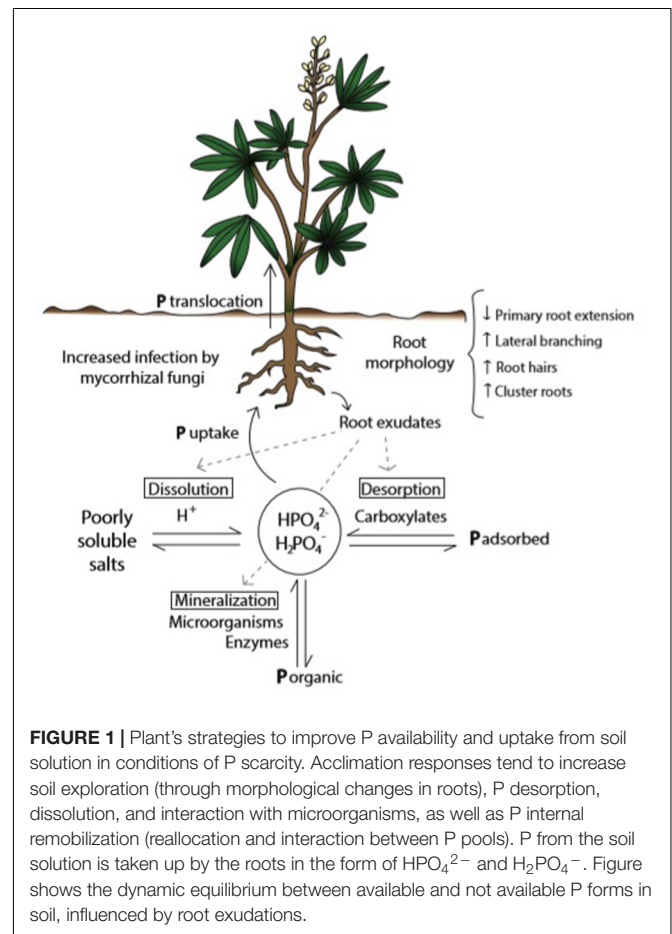 P translocation
Increased infection by
mycorrhizal fungi
Root
morphology
↓ Primary root extension
↑ Lateral branching
↑ Root hairs
↑ Cluster roots
P uptake
Root exudates
Dissolution
H⁺
Desorption
Carboxylates
Poorly
soluble
salts
HPO₄²⁻
H₂PO₄⁻
P adsorbed
Mineralization
Microorganisms
Enzymes
P organic
FIGURE 1 | Plant's strategies to improve P availability and uptake from soil
solution in conditions of P scarcity. Acclimation responses tend to increase
soil exploration (through morphological changes in roots), P desorption,
dissolution, and interaction with microorganisms, as well as P internal
remobilization (reallocation and interaction between P pools). P from the soil
solution is taken up by the roots in the form of HPO₄²⁻ and H₂PO₄⁻. Figure
shows the dynamic equilibrium between available and not available P forms in
soil, influenced by root exudations.